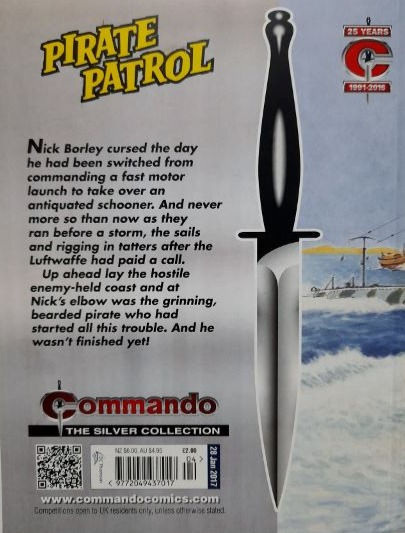 PIRATE
PATROL
25 YEARS
1991-2016
Nick Borley cursed the day
he had been switched from
commanding a fast motor
launch to take over an
antiquated schooner. And never
more so than now as they
ran before a storm, the sails
and rigging in tatters after the
Luftwaffe had paid a call.
Up ahead lay the hostile
enemy-held coast and at
Nick's elbow was the grinning,
bearded pirate who had
started all this trouble. And he
wasn't finished yet!
Commando
THE SILVER COLLECTION
NZ $6.00, AU $4.95 £2.00
04 >
9 772049 437017
28 Jan 2017
www.commandocomics.com
Competitions open to UK residents only, unless otherwise stated.